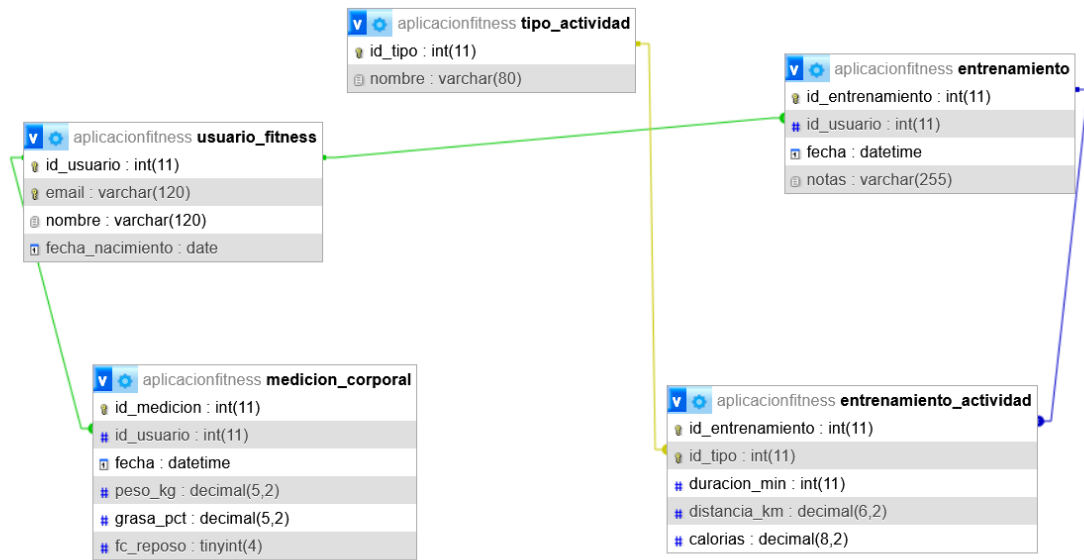 aplicacionfitness tipo_actividad
id_tipo : int(11)
nombre : varchar(80)
v aplicacionfitness entrenamiento
id_entrenamiento : int(11)
id_usuario : int(11)
fecha : datetime
notas : varchar(255)
v aplicacionfitness usuario_fitness
id_usuario : int(11)
email : varchar(120)
nombre : varchar(120)
fecha_nacimiento : date
v aplicacionfitness medicion_corporal
id_medicion : int(11)
# id_usuario : int(11)
fecha : datetime
# peso_kg : decimal(5,2)
# grasa_pct : decimal(5,2)
# fc_reposo : tinyint(4)
v aplicacionfitness entrenamiento_actividad
id_entrenamiento : int(11)
id_tipo : int(11)
# duracion_min : int(11)
# distancia_km : decimal(6,2)
# calorias : decimal(8,2)